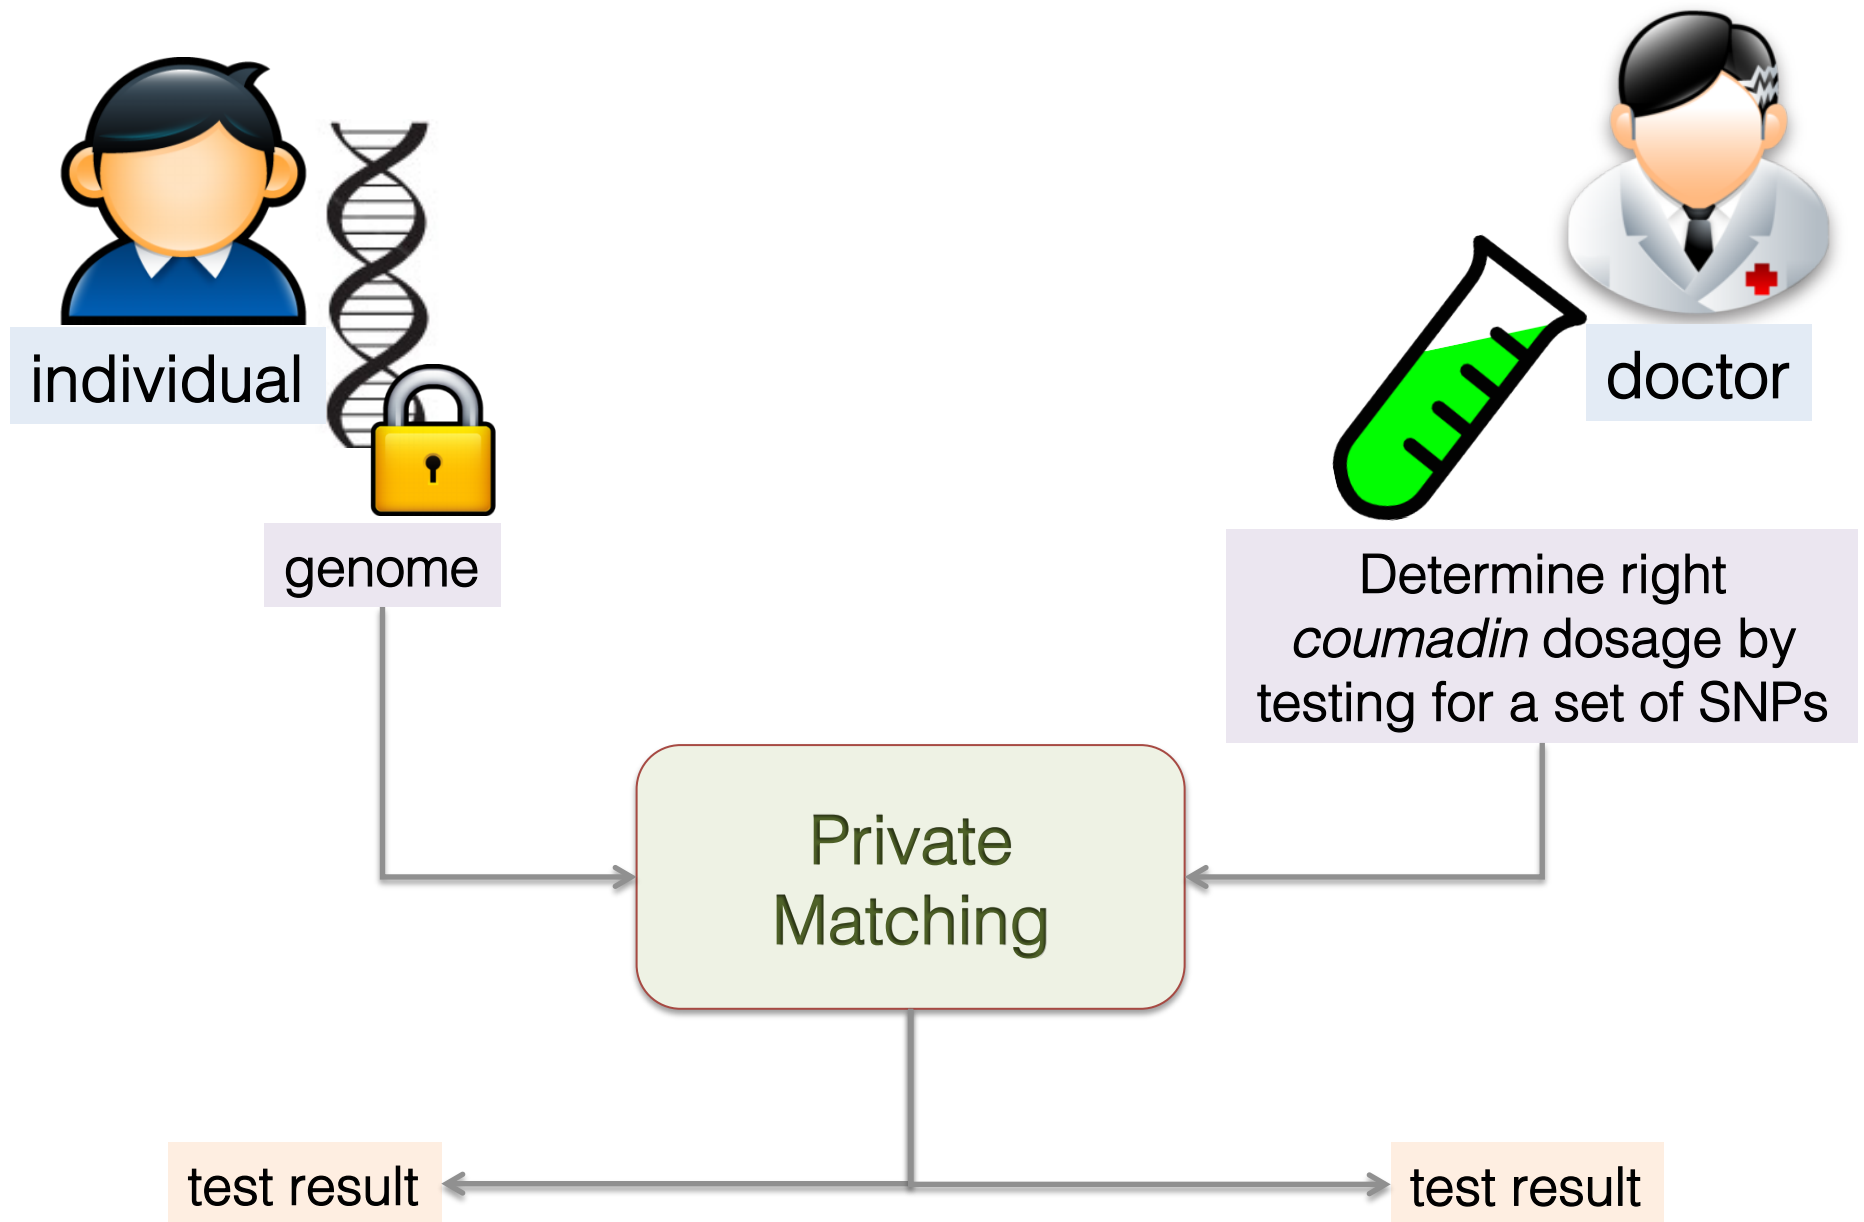 individual
doctor
genome
Determine right
coumadin dosage by
testing for a set of SNPs
Private
Matching
test result
test result